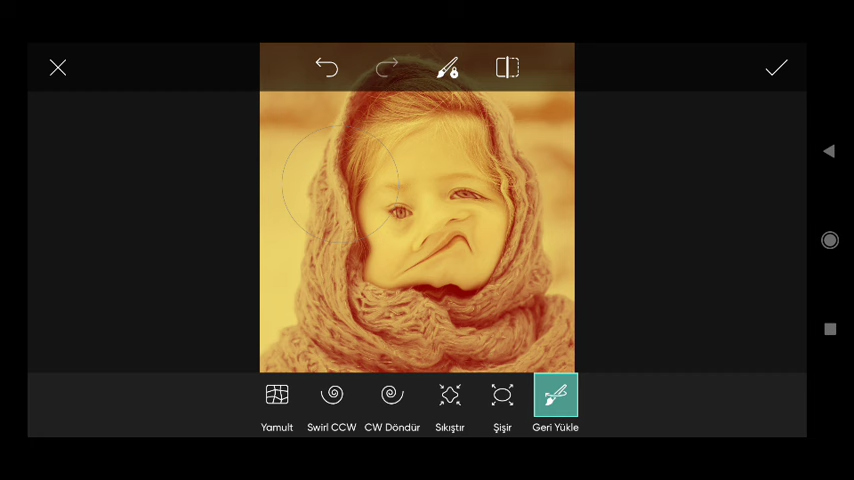 Yamult
Swirl CCW
CW Döndür
Sıkıştır
Şişir
Geri Yükle